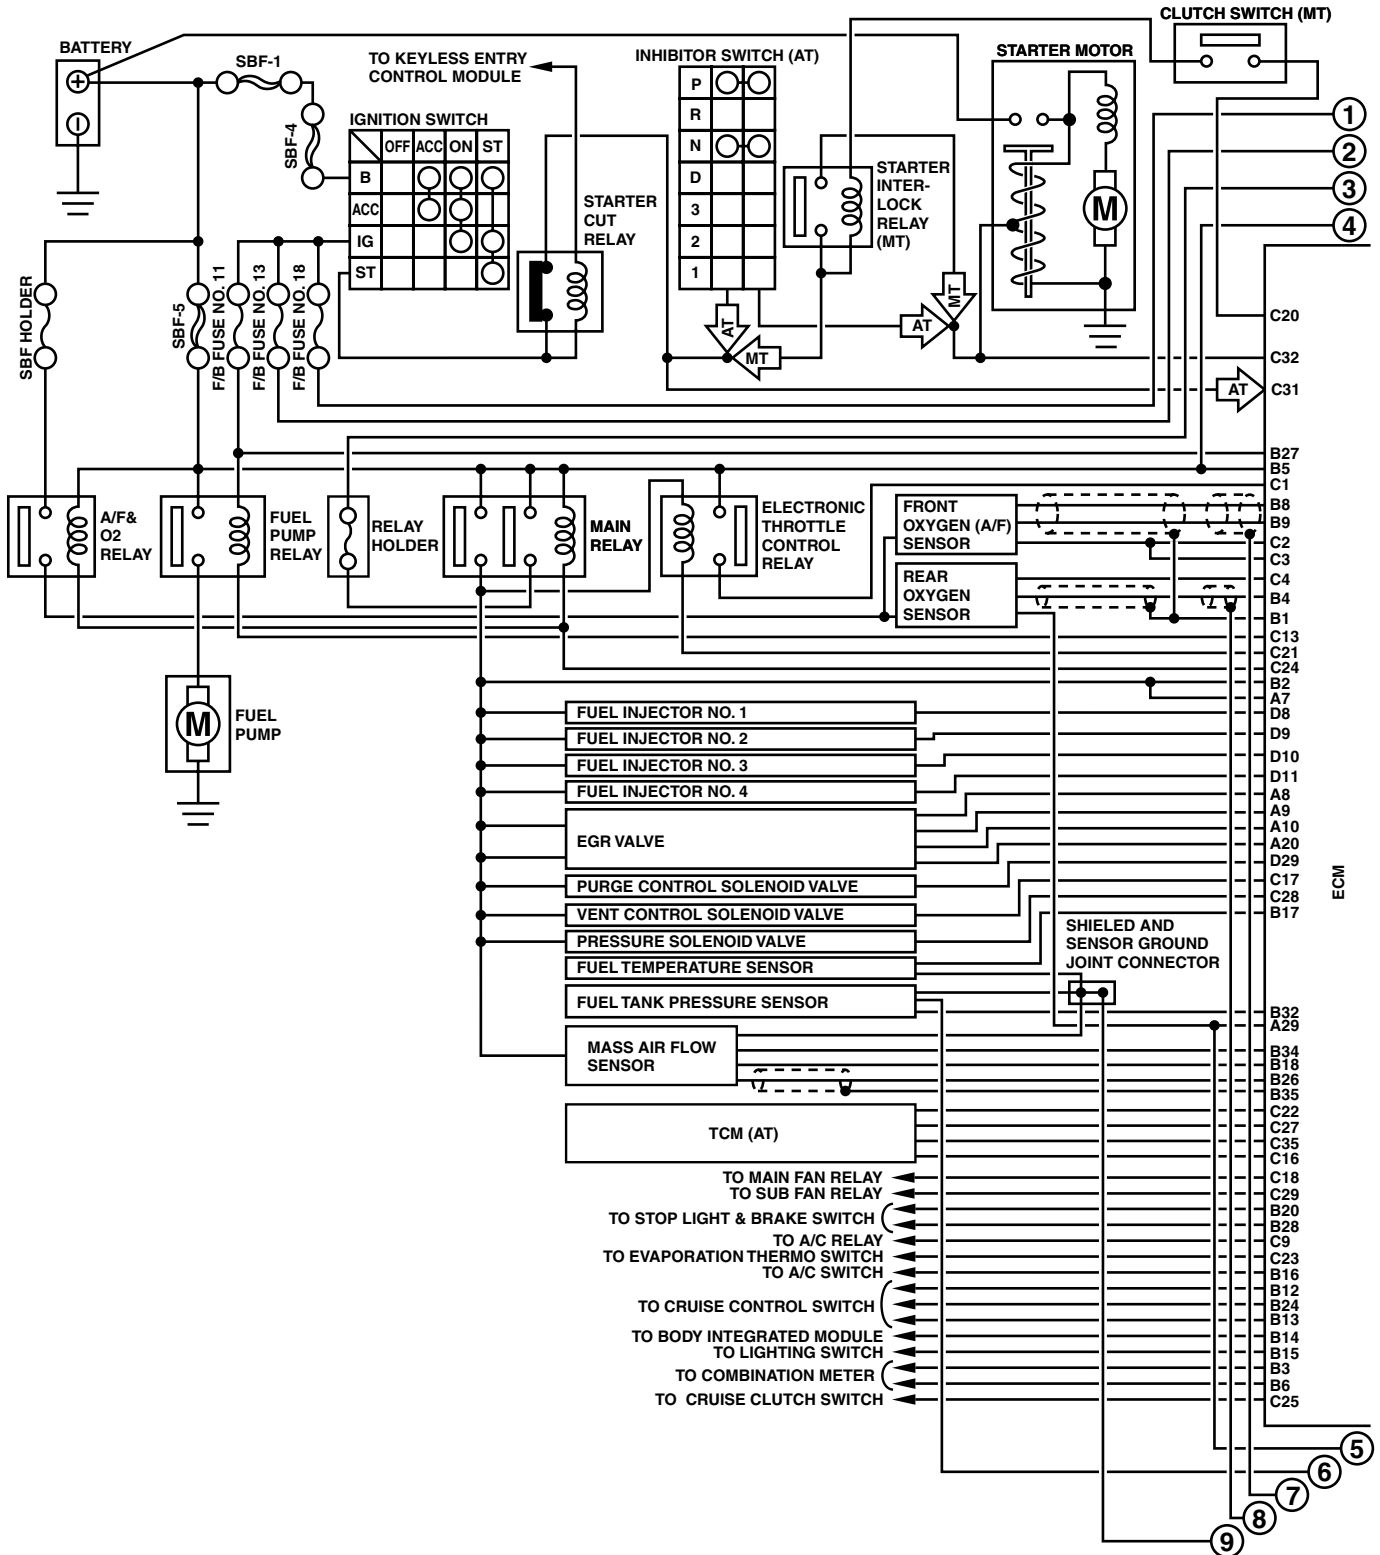 CLUTCH SWITCH (MT)
BATTERY
SBF-1
TO KEYLESS ENTRY
CONTROL MODULE
INHIBITOR SWITCH (AT)
STARTER MOTOR
SBF-4
IGNITION SWITCH
OFF ACC ON ST
B
ACC
IG
ST
P
R
N
D
3
2
1
STARTER
CUT
RELAY
STARTER
INTER-
LOCK
RELAY
(MT)
M
1
2
3
4
SBF HOLDER
SBF-5
F/B FUSE NO. 11
F/B FUSE NO. 13
F/B FUSE NO. 18
AT
MT
AT
MT
AT
C20
C32
C31
B27
B5
C1
B8
B9
C2
C3
C4
B4
B1
C13
C21
C24
B2
A7
D8
D9
D10
D11
A8
A9
A10
A20
D29
C17
C28
B17
B32
A29
B34
B18
B26
B35
C22
C27
C35
C16
C18
C29
B20
B28
C9
C23
B16
B12
B24
B13
B14
B15
B3
B6
C25
ECM
A/F&
O2
RELAY
FUEL
PUMP
RELAY
RELAY
HOLDER
MAIN
RELAY
ELECTRONIC
THROTTLE
CONTROL
RELAY
FRONT
OXYGEN (A/F)
SENSOR
REAR
OXYGEN
SENSOR
M
FUEL
PUMP
FUEL INJECTOR NO. 1
FUEL INJECTOR NO. 2
FUEL INJECTOR NO. 3
FUEL INJECTOR NO. 4
EGR VALVE
PURGE CONTROL SOLENOID VALVE
VENT CONTROL SOLENOID VALVE
PRESSURE SOLENOID VALVE
FUEL TEMPERATURE SENSOR
FUEL TANK PRESSURE SENSOR
SHIELED AND
SENSOR GROUND
JOINT CONNECTOR
MASS AIR FLOW
SENSOR
TCM (AT)
TO MAIN FAN RELAY
TO SUB FAN RELAY
TO STOP LIGHT & BRAKE SWITCH
TO A/C RELAY
TO EVAPORATION THERMO SWITCH
TO A/C SWITCH
TO CRUISE CONTROL SWITCH
TO BODY INTEGRATED MODULE
TO LIGHTING SWITCH
TO COMBINATION METER
TO CRUISE CLUTCH SWITCH
5
6
7
8
9